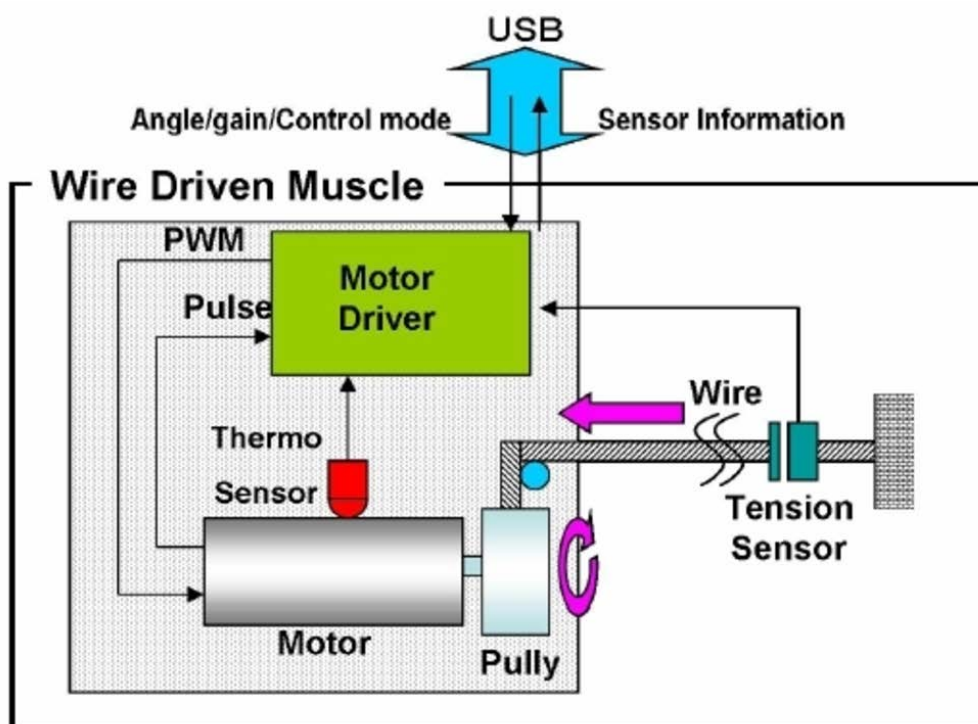 USB
Angle/gain/Control mode
Sensor Information
Wire Driven Muscle
PWM
Motor
Driver
Pulse
Wire
Thermo
Sensor
Tension
Sensor
Motor
Pully